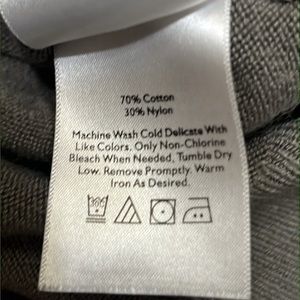 70% Cotton
30% Nylon
Machine Wash Cold Delicate With
Like Colors. Only Non-Chlorine
Bleach When Needed. Tumble Dry
Low. Remove Promptly. Warm
Iron As Desired.